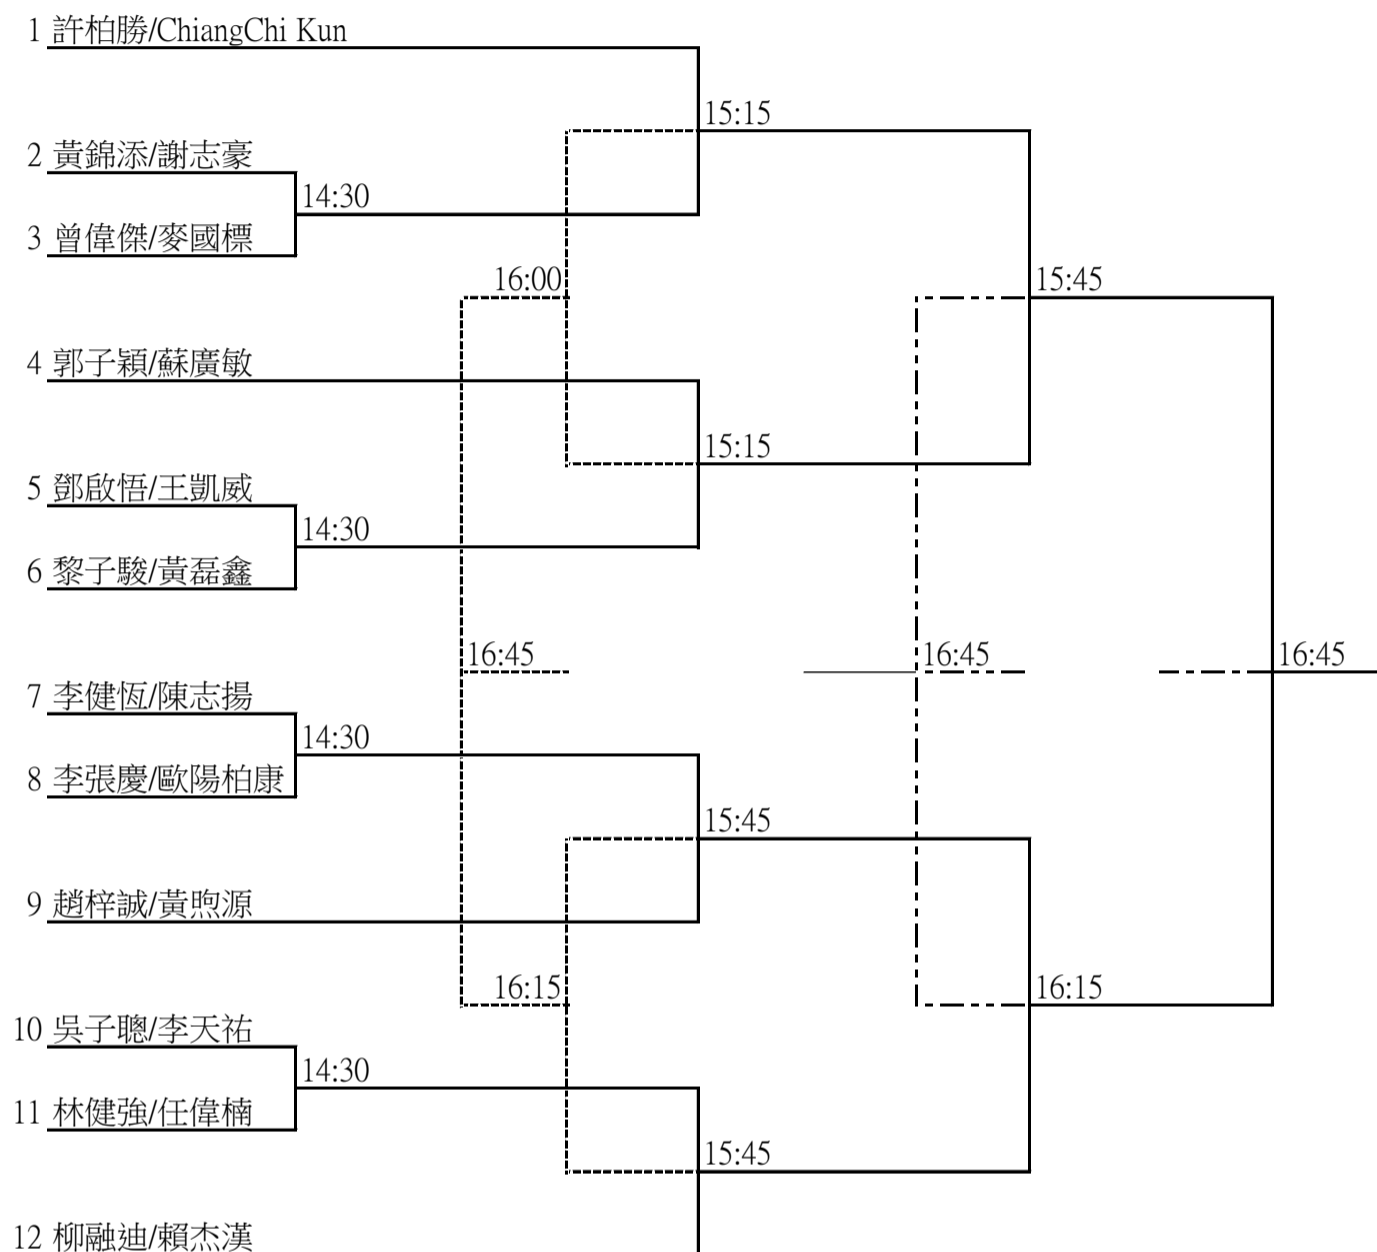 1 許柏勝/ChiangChi Kun
15:15
2 黃錦添/謝志豪
14:30
3 曾偉傑/麥國標
16:00
15:45
4 郭子穎/蘇廣敏
15:15
5 鄧啟悟/王凱威
14:30
6 黎子駿/黃磊鑫
16:45
16:45
16:45
7 李健恆/陳志揚
14:30
8 李張慶/歐陽柏康
15:45
9 趙梓誠/黃煦源
16:15
16:15
10 吳子聰/李天祐
14:30
11 林健強/任偉楠
15:45
12 柳融迪/賴杰漢